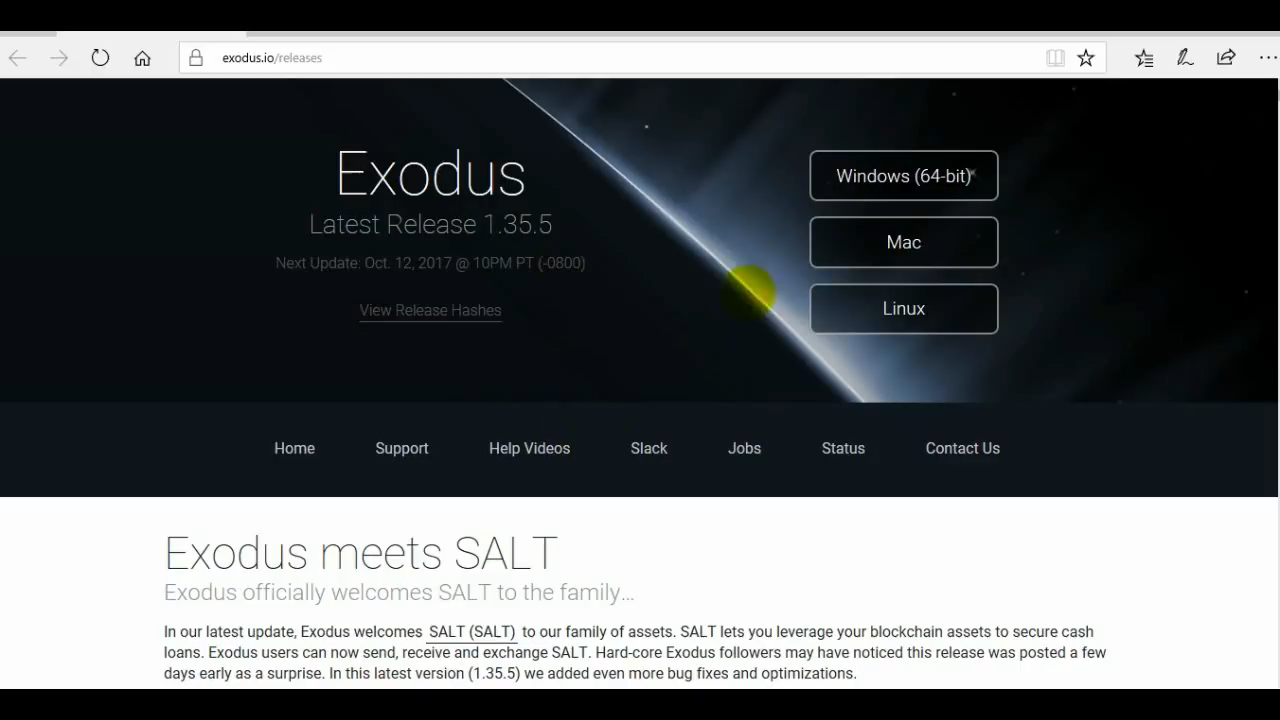 exodus.io/releases
Exodus
Latest Release 1.35.5
Next Update: Oct. 12, 2017 @ 10PM PT (-0800)
View Release Hashes
Windows (64-bit)
Mac
Linux
Home Support Help Videos Slack Jobs Status Contact Us
Exodus meets SALT
Exodus officially welcomes SALT to the family...
In our latest update, Exodus welcomes SALT (SALT) to our family of assets. SALT lets you leverage your blockchain assets to secure cash
loans. Exodus users can now send, receive and exchange SALT. Hard-core Exodus followers may have noticed this release was posted a few
days early as a surprise. In this latest version (1.35.5) we added even more bug fixes and optimizations.